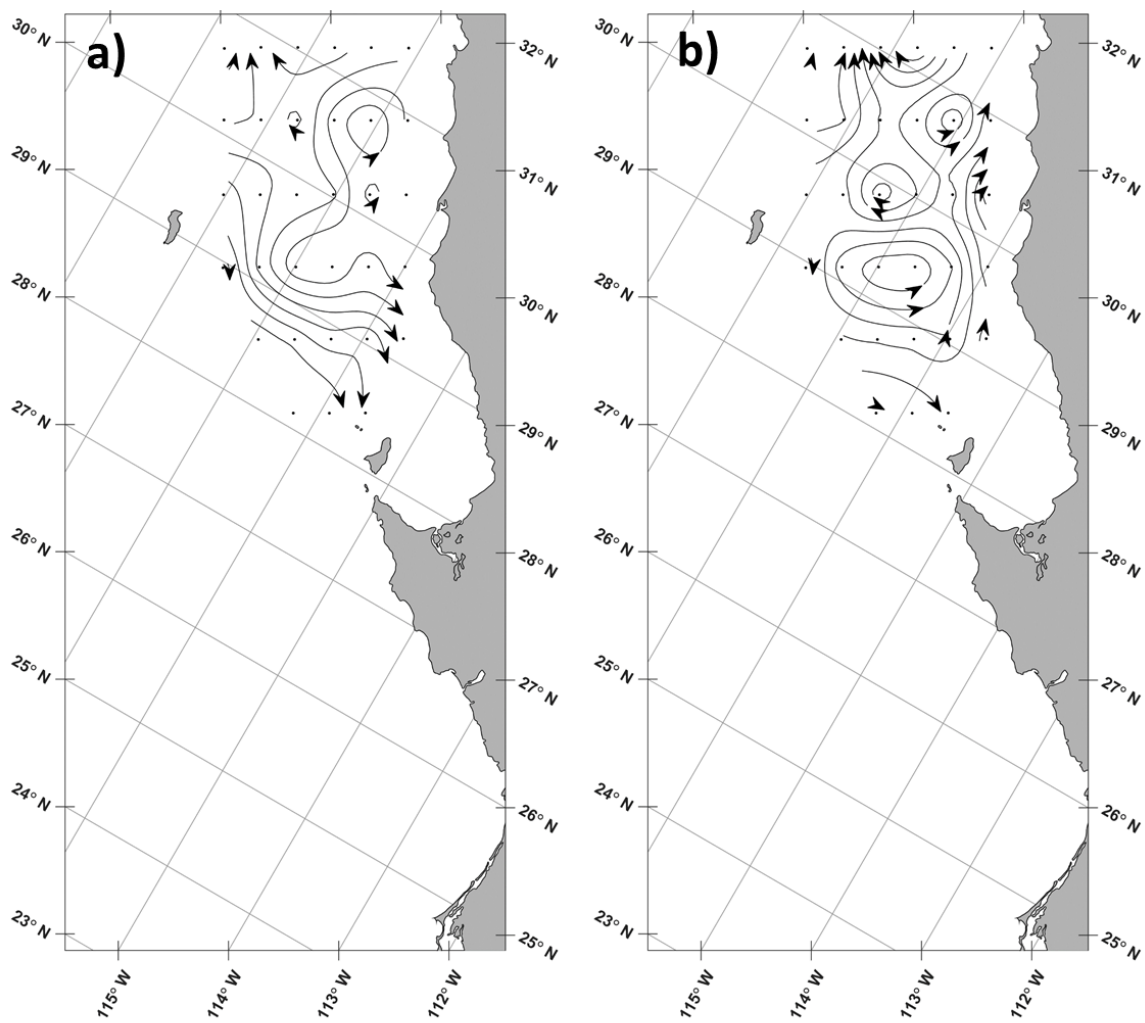 a)
30° N
29° N
28° N
27° N
26° N
25° N
24° N
23° N
32° N
31° N
30° N
29° N
28° N
27° N
26° N
25° N
115° W
114° W
113° W
112° W
b)
30° N
29° N
28° N
27° N
26° N
25° N
24° N
23° N
32° N
31° N
30° N
29° N
28° N
27° N
26° N
25° N
115° W
114° W
113° W
112° W